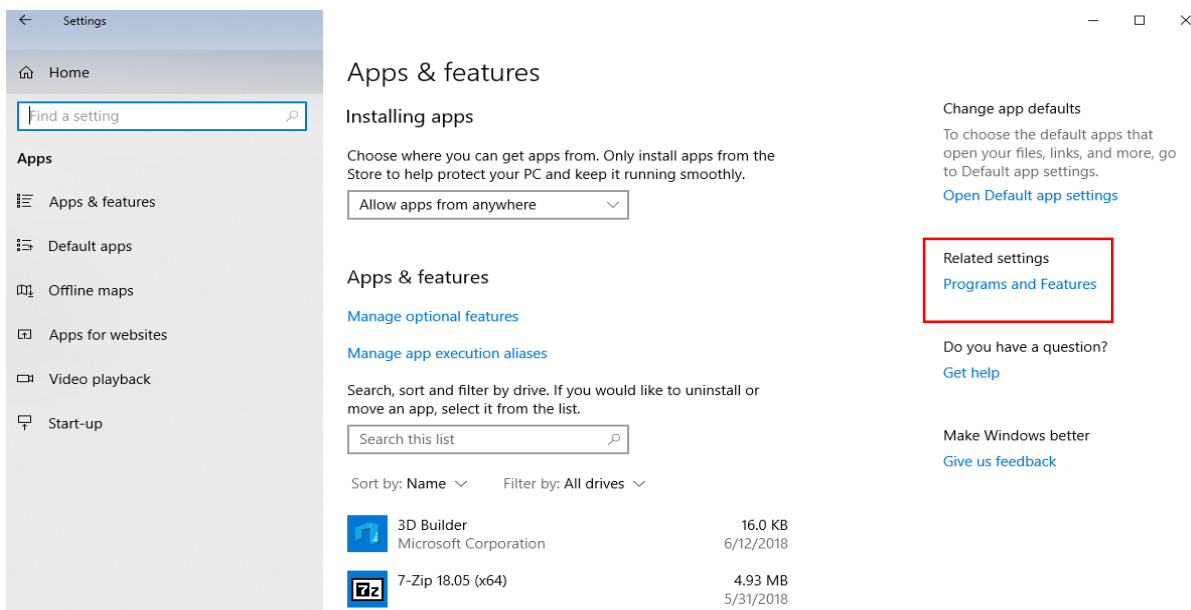 Settings
Home
Find a setting
Apps
Apps & features
Default apps
Offline maps
Apps for websites
Video playback
Start-up
Apps & features
Installing apps
Choose where you can get apps from. Only install apps from the
Store to help protect your PC and keep it running smoothly.
Allow apps from anywhere
Apps & features
Manage optional features
Manage app execution aliases
Search, sort and filter by drive. If you would like to uninstall or
move an app, select it from the list.
Search this list
Sort by: Name
Filter by: All drives
3D Builder
16.0 KB
Microsoft Corporation
6/12/2018
7z
7-Zip 18.05 (x64)
4.93 MB
5/31/2018
Change app defaults
To choose the default apps that
open your files, links, and more, go
to Default app settings.
Open Default app settings
Related settings
Programs and Features
Do you have a question?
Get help
Make Windows better
Give us feedback